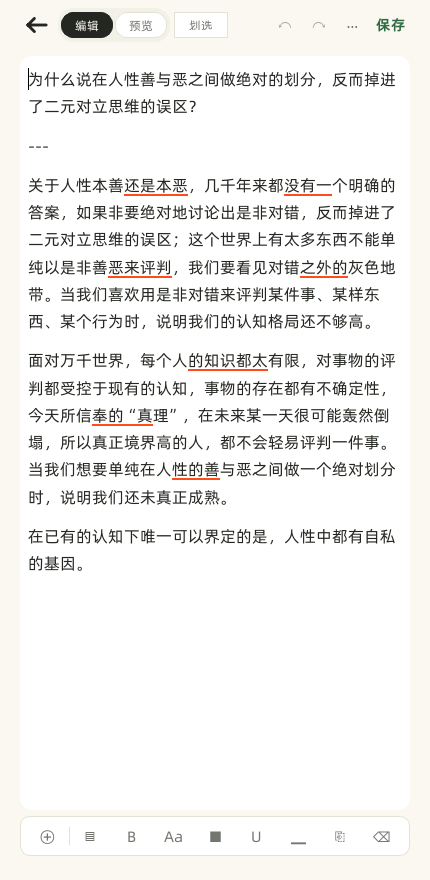 编辑 预览 划选 ... 保存
为什么说在人性善与恶之间做绝对的划分，反而掉进
了二元对立思维的误区？
---
关于人性本善还是本恶，几千年来都没有一个明确的
答案，如果非要绝对地讨论出是非对错，反而掉进了
二元对立思维的误区；这个世界上有太多东西不能单
纯以是非善恶来评判，我们要看见对错之外的灰色地
带。当我们喜欢用是非对错来评判某件事、某样东
西、某个行为时，说明我们的认知格局还不够高。
面对万千世界，每个人的知识都太有限，对事物的评
判都受控于现有的认知，事物的存在都有不确定性，
今天所信奉的“真理”，在未来某一天很可能轰然倒
塌，所以真正境界高的人，都不会轻易评判一件事。
当我们想要单纯在人性的善与恶之间做一个绝对划分
时，说明我们还未真正成熟。
在已有的认知下唯一可以界定的是，人性中都有自私
的基因。
B Aa U